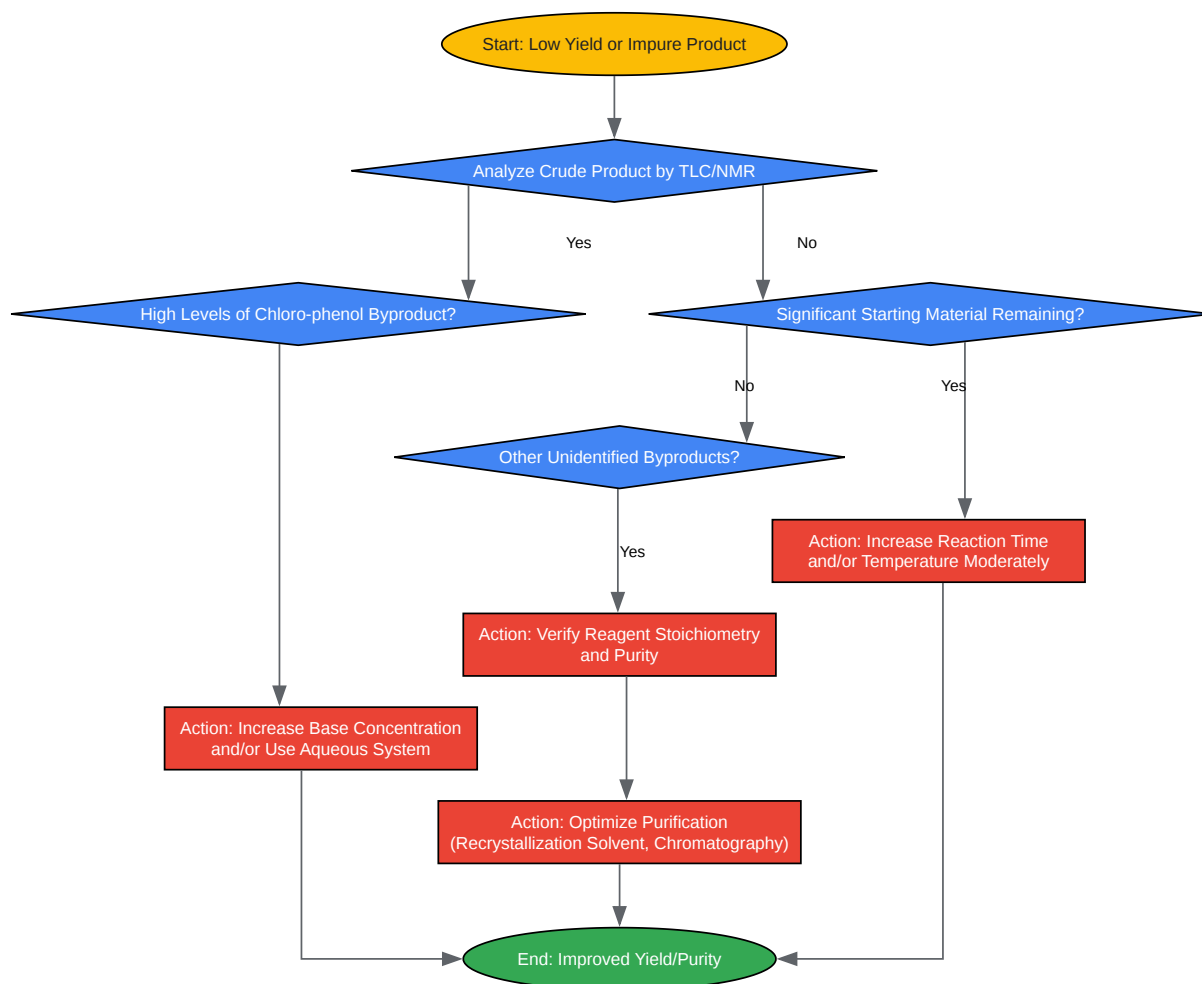 Start: Low Yield or Impure Product
Analyze Crude Product by TLC/NMR
Yes
No
High Levels of Chloro-phenol Byproduct?
Significant Starting Material Remaining?
No
Yes
Other Unidentified Byproducts?
Action: Increase Reaction Time
and/or Temperature Moderately
Yes
Action: Verify Reagent Stoichiometry
and Purity
Action: Increase Base Concentration
and/or Use Aqueous System
Action: Optimize Purification
(Recrystallization Solvent, Chromatography)
End: Improved Yield/Purity